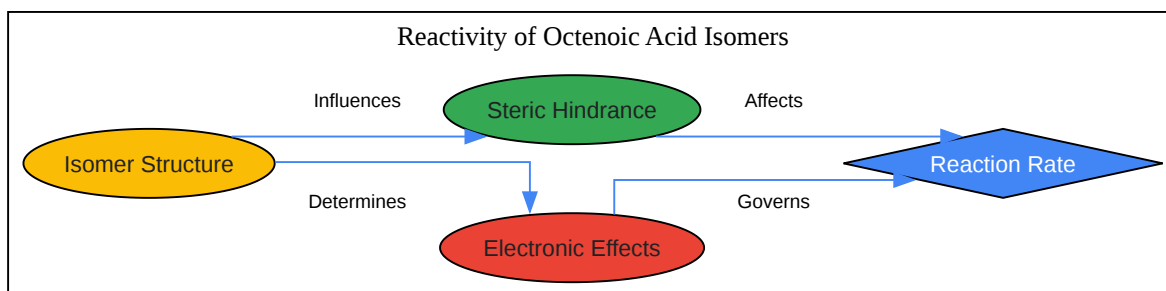 Reactivity of Octenoic Acid Isomers
Influences
Steric Hindrance
Affects
Isomer Structure
Reaction Rate
Determines
Governs
Electronic Effects